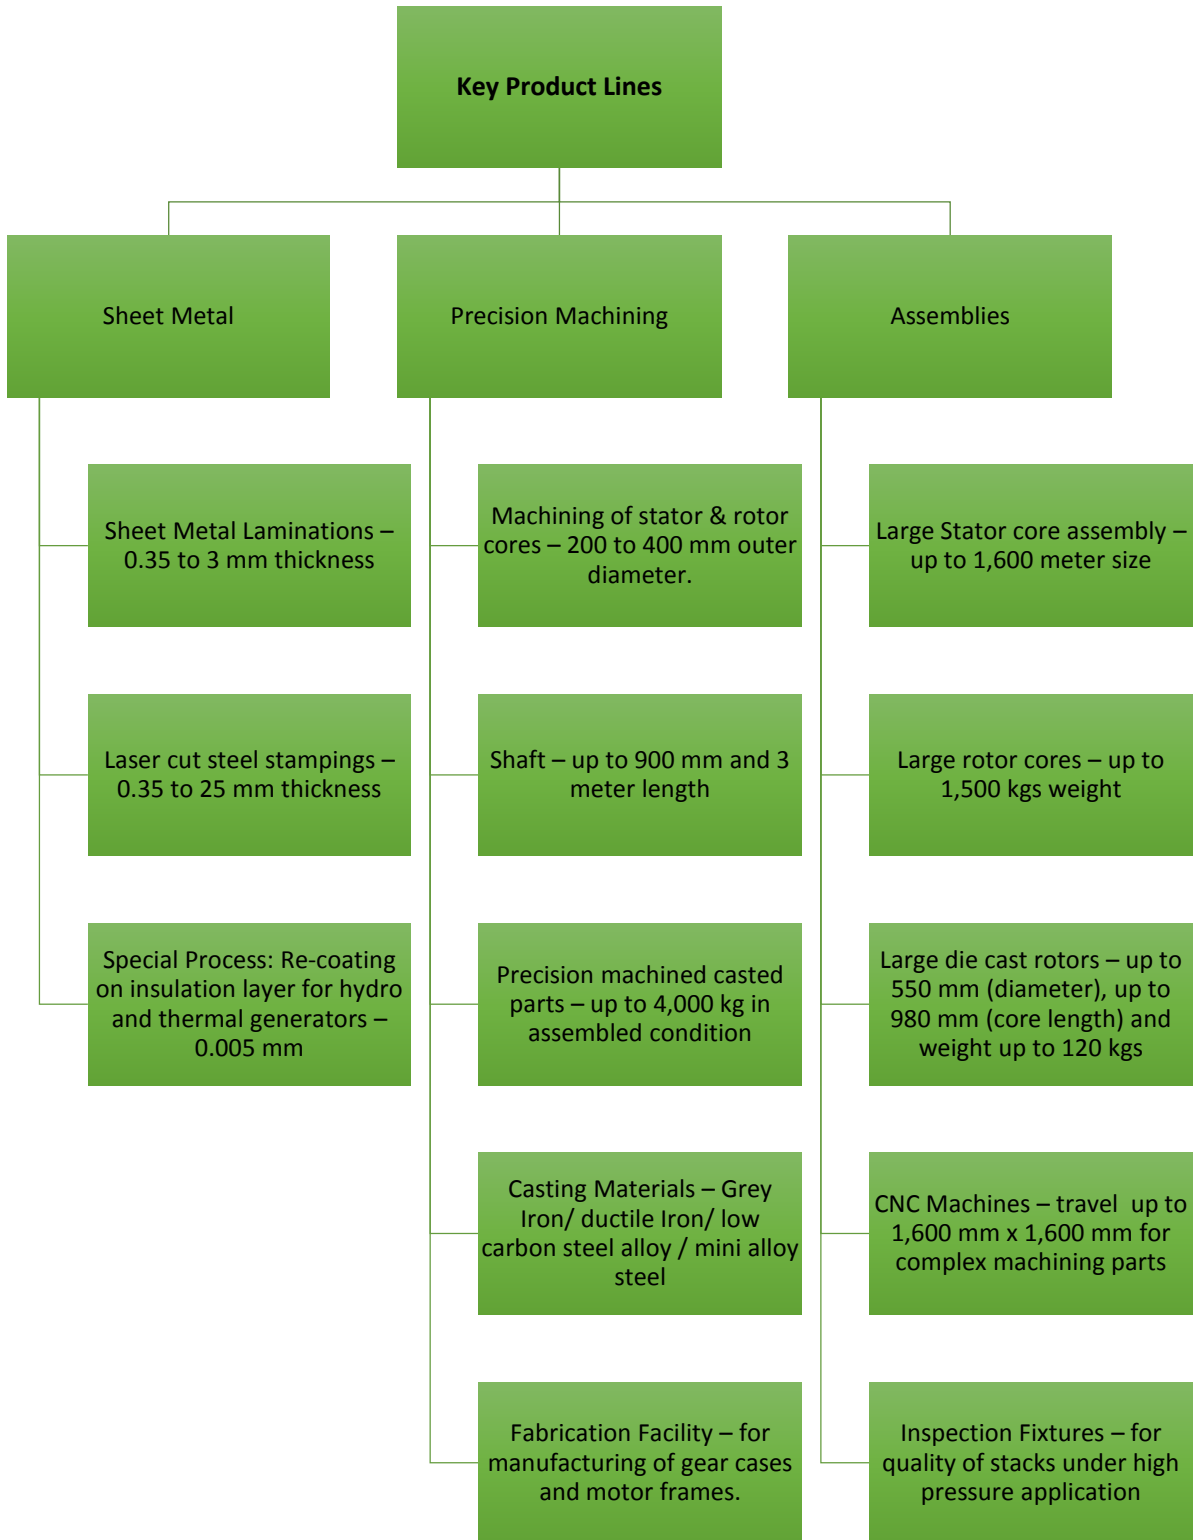 Key Product Lines
Sheet Metal
Precision Machining
Assemblies
Sheet Metal Laminations –
0.35 to 3 mm thickness
Laser cut steel stampings –
0.35 to 25 mm thickness
Special Process: Re-coating
on insulation layer for hydro
and thermal generators –
0.005 mm
Machining of stator & rotor
cores – 200 to 400 mm outer
diameter.
Shaft – up to 900 mm and 3
meter length
Precision machined casted
parts – up to 4,000 kg in
assembled condition
Casting Materials – Grey
Iron/ ductile Iron/ low
carbon steel alloy / mini alloy
steel
Fabrication Facility – for
manufacturing of gear cases
and motor frames.
Large Stator core assembly –
up to 1,600 meter size
Large rotor cores – up to
1,500 kgs weight
Large die cast rotors – up to
550 mm (diameter), up to
980 mm (core length) and
weight up to 120 kgs
CNC Machines – travel  up to
1,600 mm x 1,600 mm for
complex machining parts
Inspection Fixtures – for
quality of stacks under high
pressure application